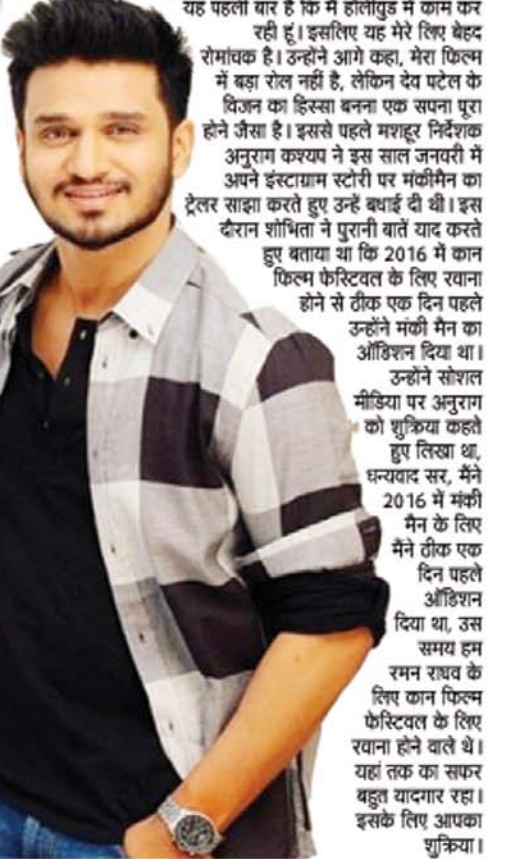 यह पहली बार है कि मैं हॉलीवुड में काम कर
रही हूं। इसलिए यह मेरे लिए बेहद
रोमांचक है। उन्होंने आगे कहा, मेरा फिल्म
में बड़ा रोल नहीं है, लेकिन देव पटेल के
विजन का हिस्सा बनना एक सपना पूरा
होने जैसा है। इससे पहले मशहूर निर्देशक
अनुराग कश्यप ने इस साल जनवरी में
अपने इंस्टाग्राम स्टोरी पर मंकीमैन का
ट्रेलर साझा करते हुए उन्हें बधाई दी थी। इस
दौरान शोभिता ने पुरानी बातें याद करते
हुए बताया था कि 2016 में कान
फिल्म फेस्टिवल के लिए रवाना
होने से ठीक एक दिन पहले
उन्होंने मंकी मैन का
ऑडिशन दिया था।
उन्होंने सोशल
मीडिया पर अनुराग
को शुक्रिया कहते
हुए लिखा था,
धन्यवाद सर, मैंने
2016 में मंकी
मैन के लिए
मैंने ठीक एक
दिन पहले
ऑडिशन
दिया था, उस
समय हम
रमन राघव के
लिए कान फिल्म
फेस्टिवल के लिए
रवाना होने वाले थे।
यहां तक का सफर
बहुत यादगार रहा।
इसके लिए आपका
शुक्रिया।